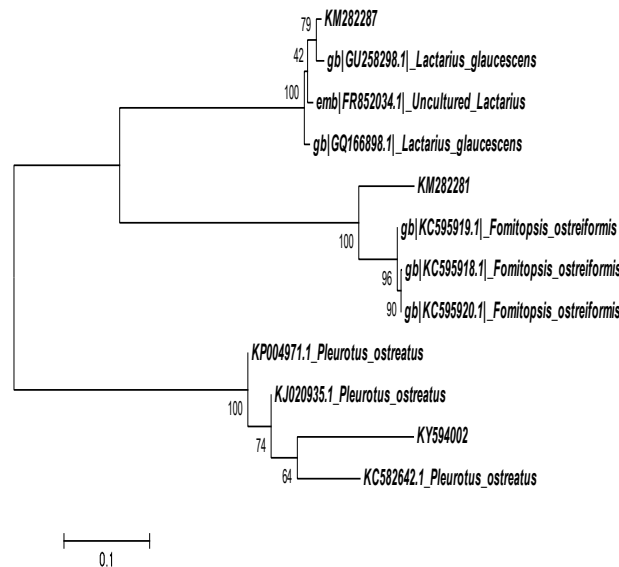 KM282287
79
42
gb|GU258298.1|_Lactarius_glaucescens
100
emb|FR852034.1|_Uncultured_Lactarius
gb|GQ166898.1|_Lactarius_glaucescens
KM282281
100
gb|KC595919.1|_Fomitopsis_ostreiformis
96
gb|KC595918.1|_Fomitopsis_ostreiformis
90
gb|KC595920.1|_Fomitopsis_ostreiformis
KP004971.1_Pleurotus_ostreatus
100
KJ020935.1_Pleurotus_ostreatus
74
KY594002
64
KC582642.1_Pleurotus_ostreatus
0.1